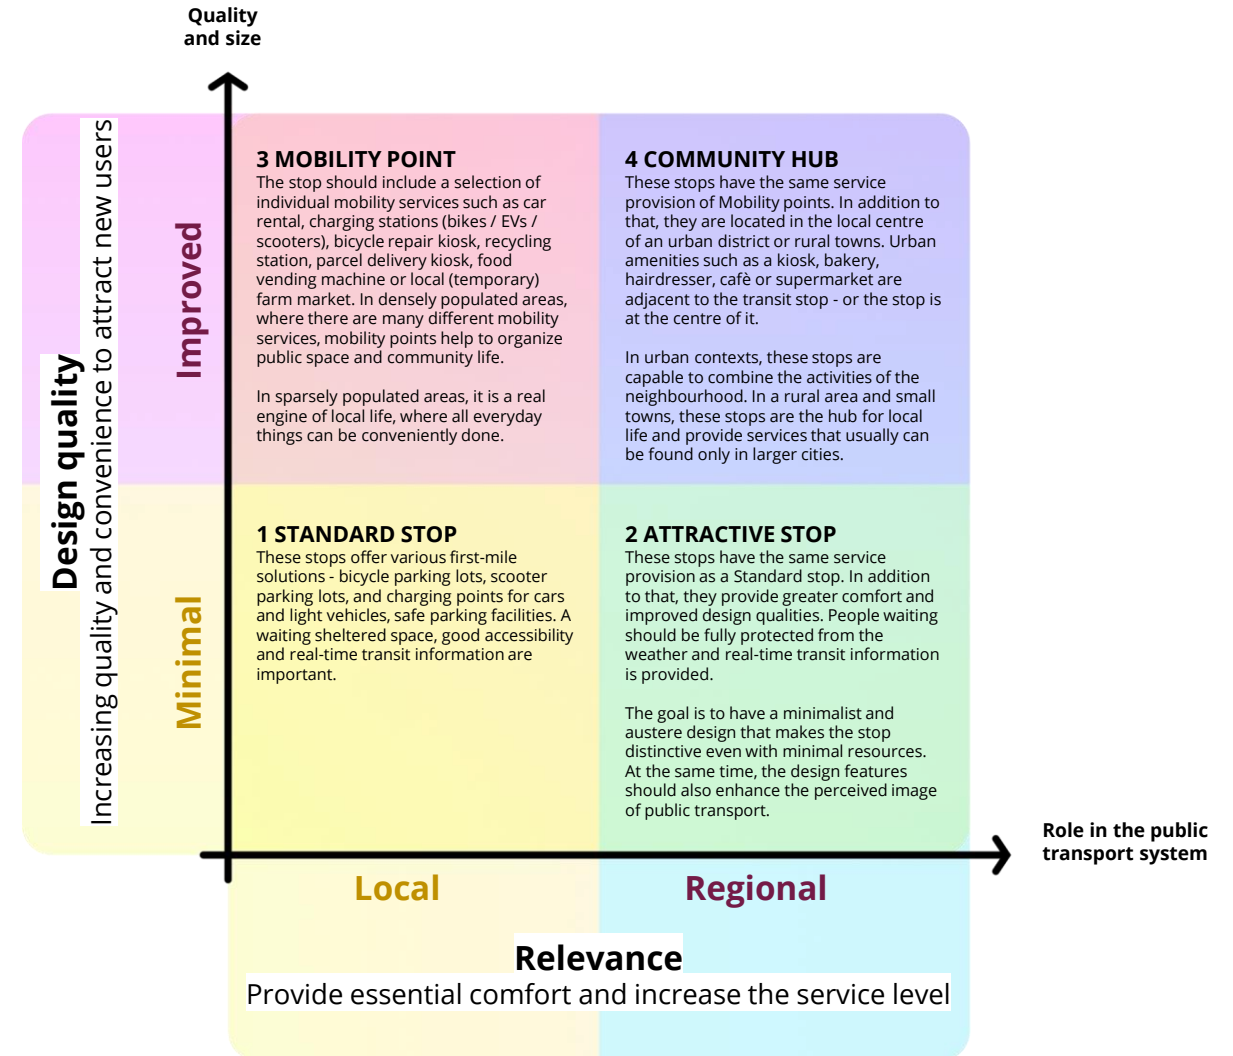 Quality
and size
Design quality
Increasing quality and convenience to attract new users
Improved
Minimal
3 MOBILITY POINT
The stop should include a selection of
individual mobility services such as car
rental, charging stations (bikes / EVs /
scooters), bicycle repair kiosk, recycling
station, parcel delivery kiosk, food
vending machine or local (temporary)
farm market. In densely populated areas,
where there are many different mobility
services, mobility points help to organize
public space and community life.
In sparsely populated areas, it is a real
engine of local life, where all everyday
things can be conveniently done.
4 COMMUNITY HUB
These stops have the same service
provision of Mobility points. In addition to
that, they are located in the local centre
of an urban district or rural towns. Urban
amenities such as a kiosk, bakery,
hairdresser, cafè or supermarket are
adjacent to the transit stop - or the stop is
at the centre of it.
In urban contexts, these stops are
capable to combine the activities of the
neighbourhood. In a rural area and small
towns, these stops are the hub for local
life and provide services that usually can
be found only in larger cities.
1 STANDARD STOP
These stops offer various first-mile
solutions - bicycle parking lots, scooter
parking lots, and charging points for cars
and light vehicles, safe parking facilities. A
waiting sheltered space, good accessibility
and real-time transit information are
important.
2 ATTRACTIVE STOP
These stops have the same service
provision as a Standard stop. In addition
to that, they provide greater comfort and
improved design qualities. People waiting
should be fully protected from the
weather and real-time transit information
is provided.
The goal is to have a minimalist and
austere design that makes the stop
distinctive even with minimal resources.
At the same time, the design features
should also enhance the perceived image
of public transport.
Role in the public
transport system
Local
Regional
Relevance
Provide essential comfort and increase the service level